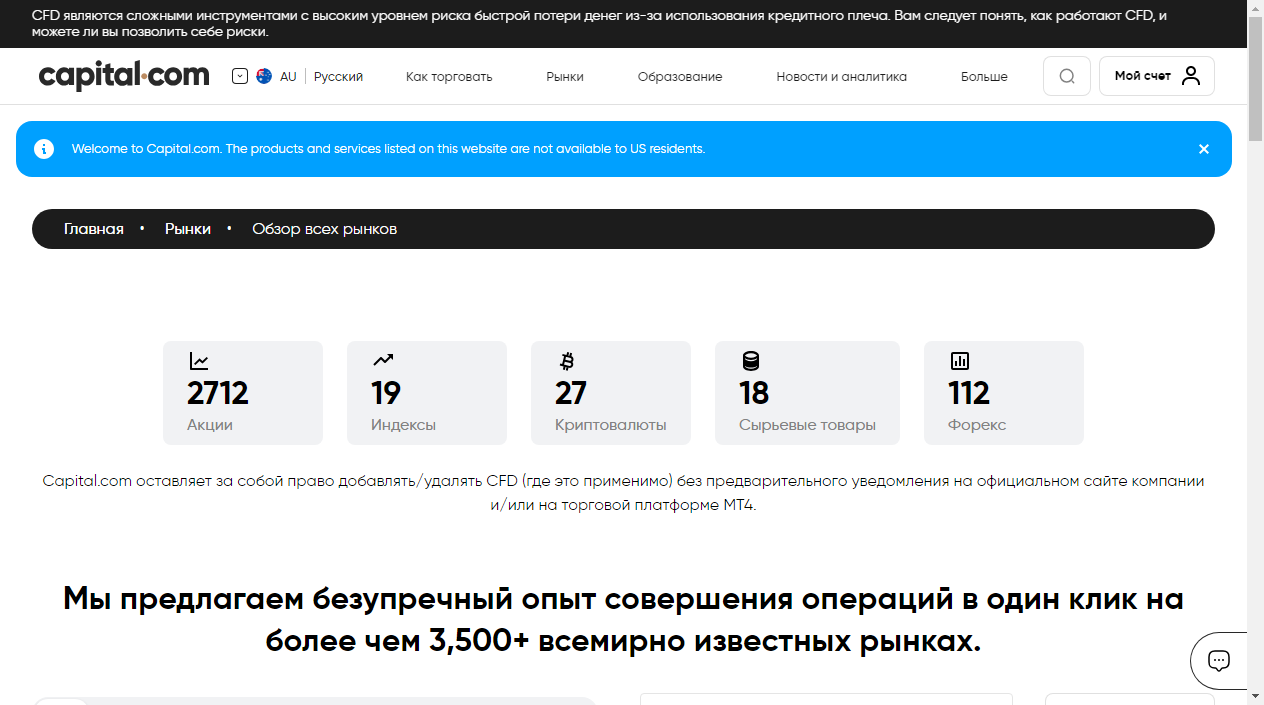 CFD являются сложными инструментами с высоким уровнем риска быстрой потери денег из-за использования кредитного плеча. Вам следует понять, как работают CFD, и
можете ли вы позволить себе риски.
capital.com
AU Русский
Как торговать
Рынки
Образование
Новости и аналитика
Больше
Мой счет
Welcome to Capital.com. The products and services listed on this website are not available to US residents.
Главная • Рынки • Обзор всех рынков
2712
Акции
19
Индексы
27
Криптовалюты
18
Сырьевые товары
112
Форекс
Capital.com оставляет за собой право добавлять/удалять CFD (где это применимо) без предварительного уведомления на официальном сайте компании
и/или на торговой платформе МТ4.
Мы предлагаем безупречный опыт совершения операций в один клик на
более чем 3,500+ всемирно известных рынках.